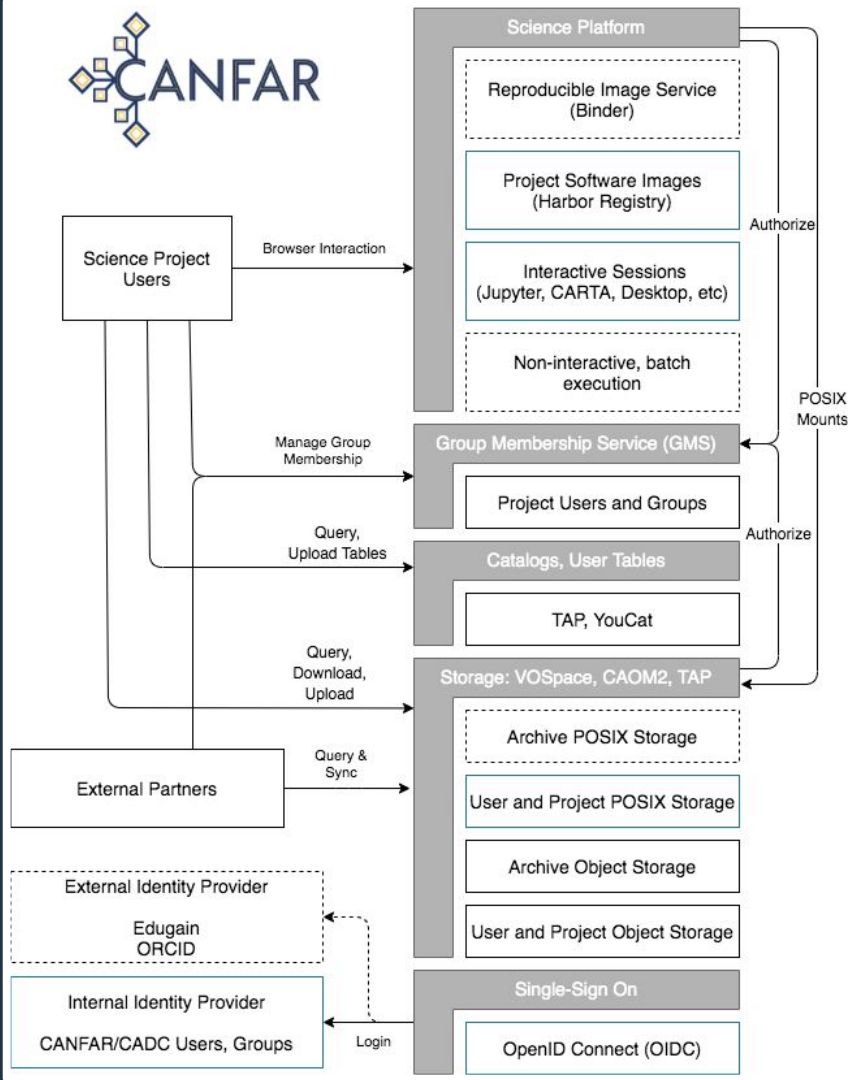 CANFAR
Science Platform
Reproducible Image Service
(Binder)
Project Software Images
(Harbor Registry)
Authorize
Science Project
Users
Browser Interaction
Interactive Sessions
(Jupyter, CARTA, Desktop, etc)
Non-interactive, batch
execution
POSIX
Mounts
Manage Group
Membership
Group Membership Service (GMS)
Project Users and Groups
Query,
Upload Tables
Authorize
Catalogs, User Tables
TAP, YouCat
Query,
Download,
Upload
Storage: VOSpace, CAOM2, TAP
Archive POSIX Storage
External Partners
Query &
Sync
User and Project POSIX Storage
Archive Object Storage
External Identity Provider
Edugain
ORCID
User and Project Object Storage
Single-Sign On
Internal Identity Provider
CANFAR/CADC Users, Groups
Login
OpenID Connect (OIDC)